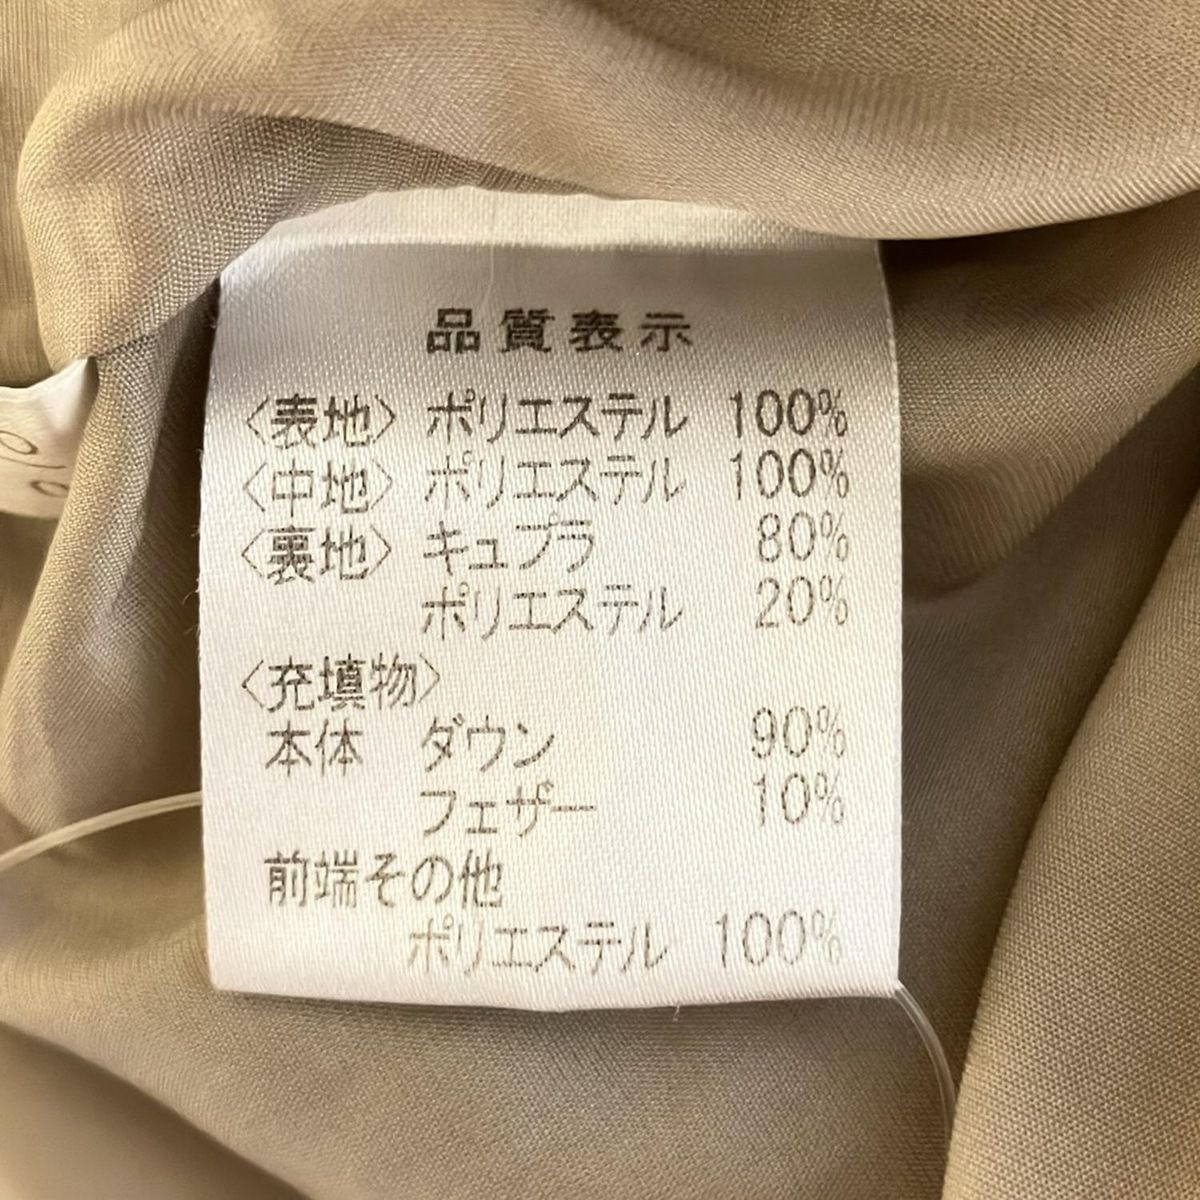 品質表示
〈表地〉 ポリエステル 100%
〈中地〉 ポリエステル 100%
〈裏地〉 キュプラ 80%
ポリエステル 20%
〈充填物〉
本体 ダウン 90%
フェザー 10%
前端その他
ポリエステル 100%